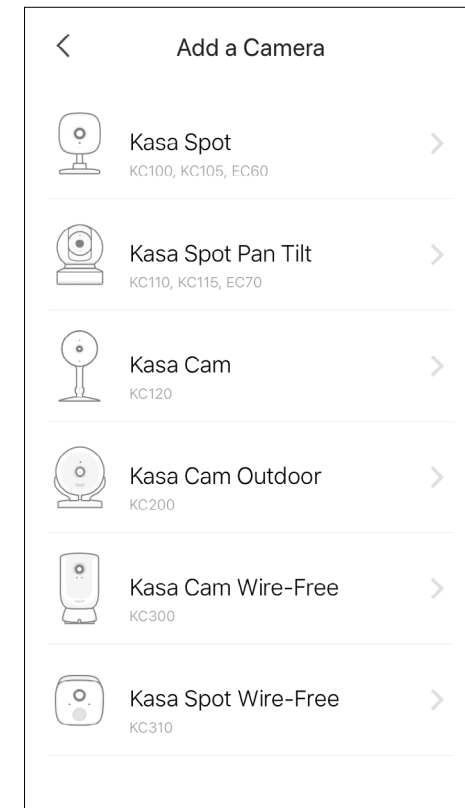 Add a Camera
Kasa Spot
KC100, KC105, EC60
Kasa Spot Pan Tilt
KC110, KC115, EC70
Kasa Cam
KC120
Kasa Cam Outdoor
KC200
Kasa Cam Wire-Free
KC300
Kasa Spot Wire-Free
KC310